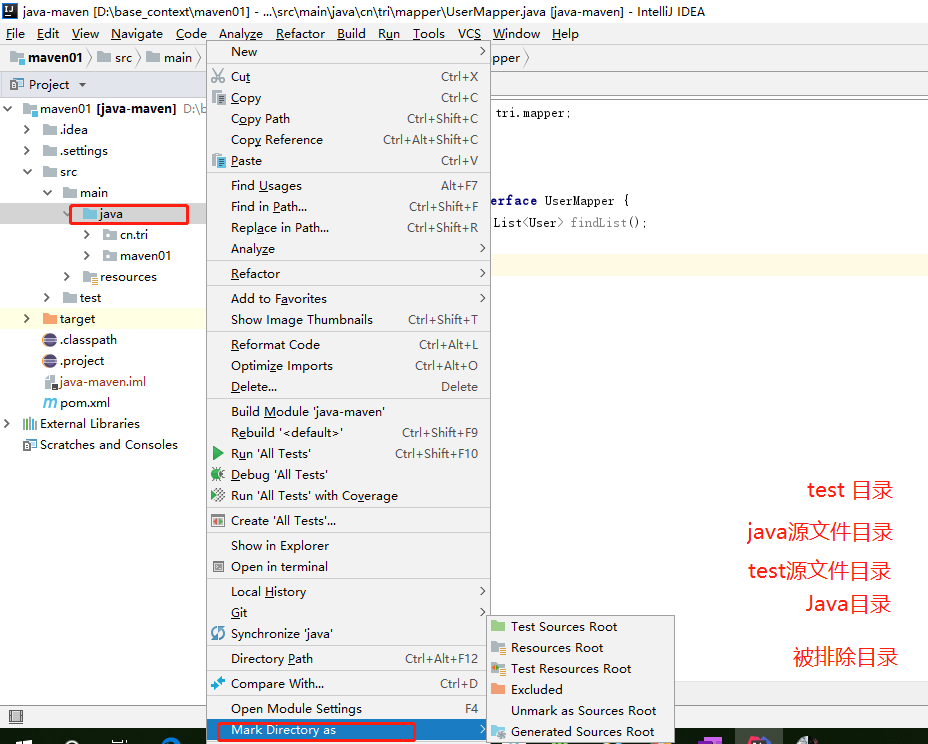 java-maven [D:\base_context\maven01] - ...\src\main\java\cn\tri\mapper\UserMapper.java [java-maven] - IntelliJ IDEA
File Edit View Navigate Code Analyze Refactor Build Run Tools VCS Window Help
maven01 src main pper
Project
maven01 [java-maven] D:\b
.idea
.settings
src
main
java
cn.tri
maven01
resources
test
target
.classpath
.project
java-maven.iml
pom.xml
External Libraries
Scratches and Consoles
New
Cut Ctrl+X
Copy Ctrl+C
Copy Path Ctrl+Shift+C
Copy Reference Ctrl+Alt+Shift+C
Paste Ctrl+V
Find Usages Alt+F7
Find in Path... Ctrl+Shift+F
Replace in Path... Ctrl+Shift+R
Analyze
Refactor
Add to Favorites
Show Image Thumbnails Ctrl+Shift+T
Reformat Code Ctrl+Alt+L
Optimize Imports Ctrl+Alt+O
Delete... Delete
Build Module 'java-maven'
Rebuild '<default>' Ctrl+Shift+F9
Run 'All Tests' Ctrl+Shift+F10
Debug 'All Tests'
Run 'All Tests' with Coverage
Create 'All Tests'...
Show in Explorer
Open in terminal
Local History
Git
Synchronize 'java'
Directory Path Ctrl+Alt+F12
Compare With... Ctrl+D
Open Module Settings F4
Mark Directory as
Test Sources Root
Resources Root
Test Resources Root
Excluded
Unmark as Sources Root
Generated Sources Root
tri.mapper;
erface UserMapper {
List<User> findList();
test 目录
java源文件目录
test源文件目录
Java目录
被排除目录